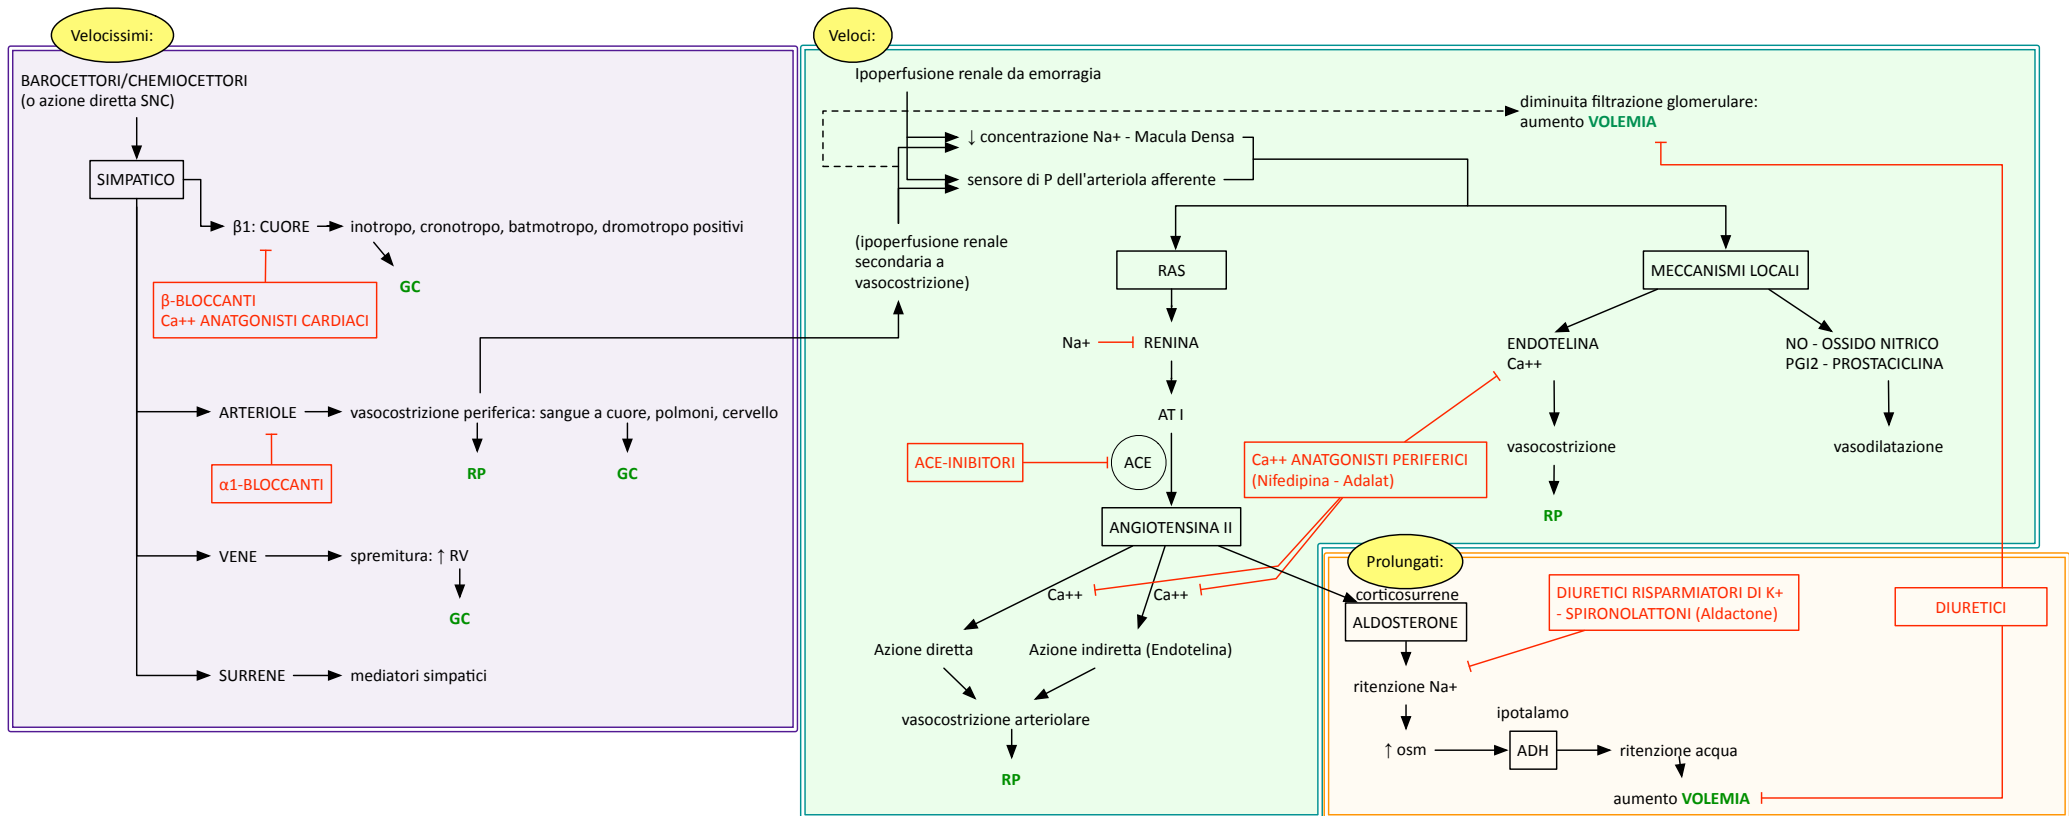 Velocissimi:
BAROCETTORI/CHEMIOCETTORI
(o azione diretta SNC)
SIMPATICO
β1: CUORE
inotropo, cronotropo, batmotropo, dromotropo positivi
GC
β-BLOCCANTI
Ca++ ANATGONISTI CARDIACI
ARTERIOLE
vasocostrizione periferica: sangue a cuore, polmoni, cervello
RP
GC
α1-BLOCCANTI
VENE
spremitura: ↑ RV
GC
SURRENE
mediatori simpatici
Veloci:
Ipoperfusione renale da emorragia
diminuita filtrazione glomerulare:
aumento VOLEMIA
↓ concentrazione Na+ - Macula Densa
sensore di P dell'arteriola afferente
(ipoperfusione renale
secondaria a
vasocostrizione)
RAS
MECCANISMI LOCALI
Na+
RENINA
ENDOTELINA
Ca++
NO - OSSIDO NITRICO
PGI2 - PROSTACICLINA
AT I
vasocostrizione
vasodilatazione
ACE-INIBITORI
ACE
Ca++ ANATGONISTI PERIFERICI
(Nifedipina - Adalat)
RP
ANGIOTENSINA II
Ca++
Ca++
Azione diretta
Azione indiretta (Endotelina)
vasocostrizione arteriolare
RP
Prolungati:
corticosurrene
ALDOSTERONE
DIURETICI RISPARMIATORI DI K+
- SPIRONOLATTONI (Aldactone)
DIURETICI
ritenzione Na+
ipotalamo
↑ osm
ADH
ritenzione acqua
aumento VOLEMIA